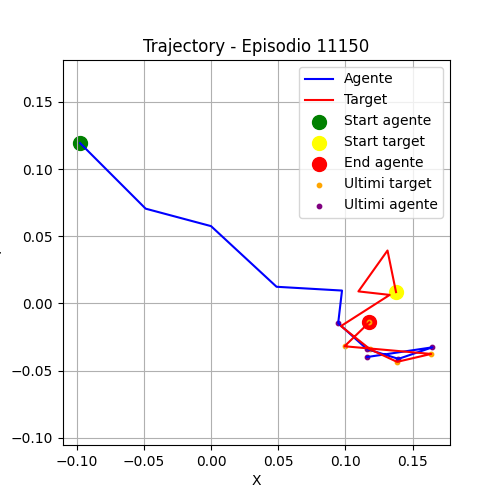 Trajectory - Episodio 11150
Agente
Target
Start agente
Start target
End agente
Ultimi target
Ultimi agente
0.15
0.10
0.05
0.00
−0.05
−0.10
−0.10
−0.05
0.00
0.05
0.10
0.15
X